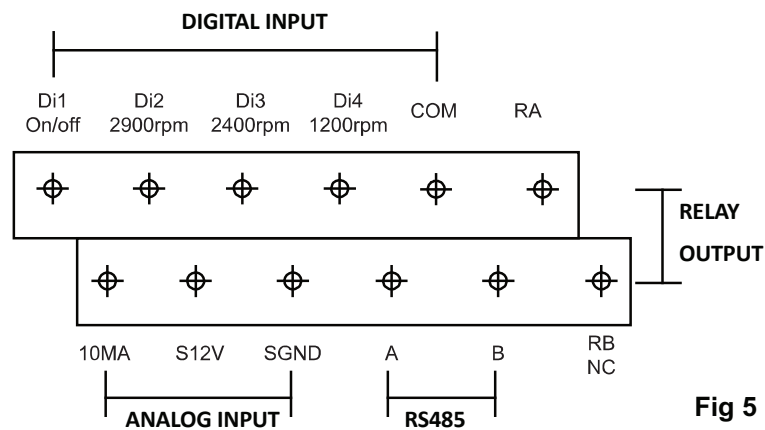 DIGITAL INPUT
Di1 Di2 Di3 Di4 COM RA
On/off 2900rpm 2400rpm 1200rpm
RELAY
OUTPUT
10MA S12V SGND A B RB
NC
ANALOG INPUT RS485
Fig 5